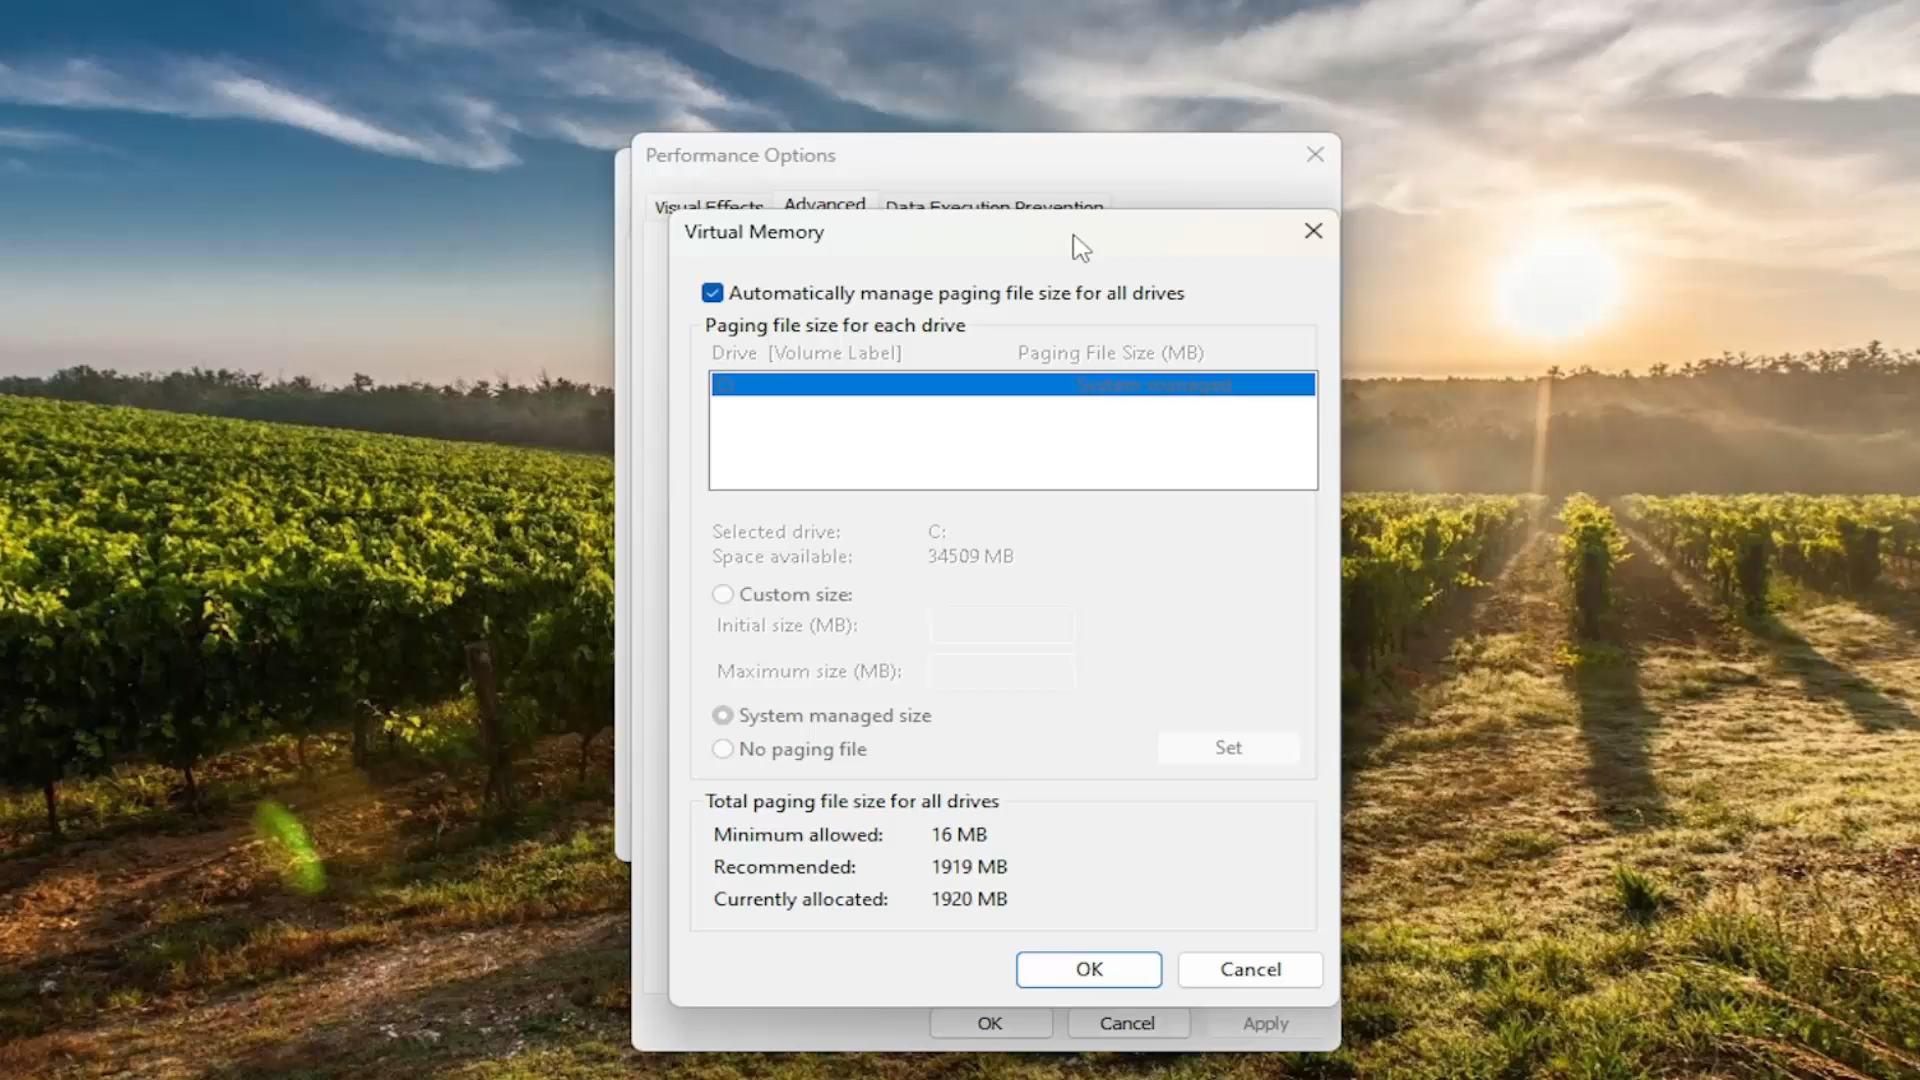 Performance Options
Visual Effects Advanced Data Execution Prevention
Virtual Memory
Automatically manage paging file size for all drives
Paging file size for each drive
Drive [Volume Label] Paging File Size (MB)
C: System managed
Selected drive: C:
Space available: 34509 MB
Custom size:
Initial size (MB):
Maximum size (MB):
System managed size
No paging file Set
Total paging file size for all drives
Minimum allowed: 16 MB
Recommended: 1919 MB
Currently allocated: 1920 MB
OK Cancel
OK Cancel Apply